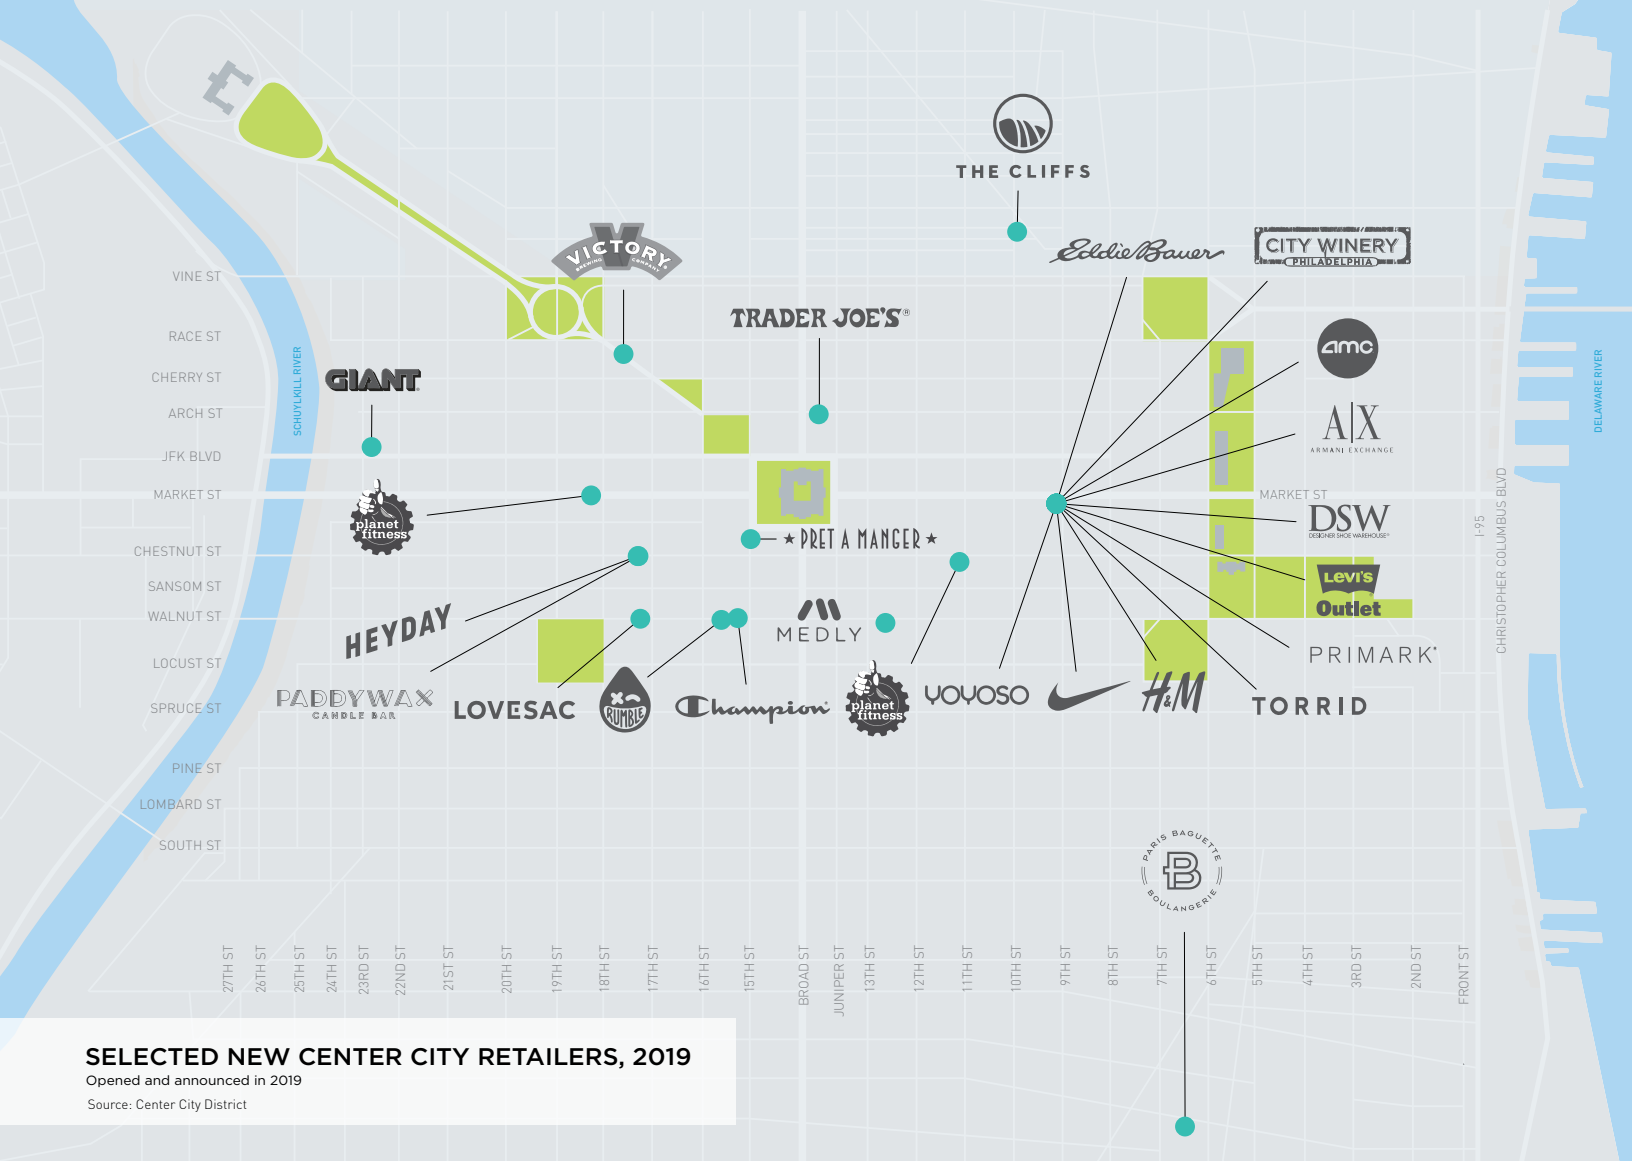 THE CLIFFS
VICTORY
BREWING COMPANY
Eddie Bauer
CITY WINERY
PHILADELPHIA
VINE ST
TRADER JOE'S®
RACE ST
amc
SCHUYLKILL RIVER
DELAWARE RIVER
CHERRY ST
GIANT
ARCH ST
A|X
ARMANI EXCHANGE
JFK BLVD
MARKET ST
MARKET ST
planet
fitness
DSW
DESIGNER SHOE WAREHOUSE
I-95
CHRISTOPHER COLUMBUS BLVD
PRET A MANGER
CHESTNUT ST
SANSOM ST
LEVI'S
Outlet
WALNUT ST
HEYDAY
MEDLY
LOCUST ST
PRIMARK
PADDYWAX
CANDLE BAR
LOVESAC
RUMBLE
Champion
planet
fitness
YOYOSO
H&M
TORRID
SPRUCE ST
PINE ST
LOMBARD ST
SOUTH ST
PARIS BAGUETTE
B
BOULANGERIE
27TH ST
26TH ST
25TH ST
24TH ST
23RD ST
22ND ST
21ST ST
20TH ST
19TH ST
18TH ST
17TH ST
16TH ST
15TH ST
BROAD ST
JUNIPER ST
13TH ST
12TH ST
11TH ST
10TH ST
9TH ST
8TH ST
7TH ST
6TH ST
5TH ST
4TH ST
3RD ST
2ND ST
FRONT ST
SELECTED NEW CENTER CITY RETAILERS, 2019
Opened and announced in 2019
Source: Center City District